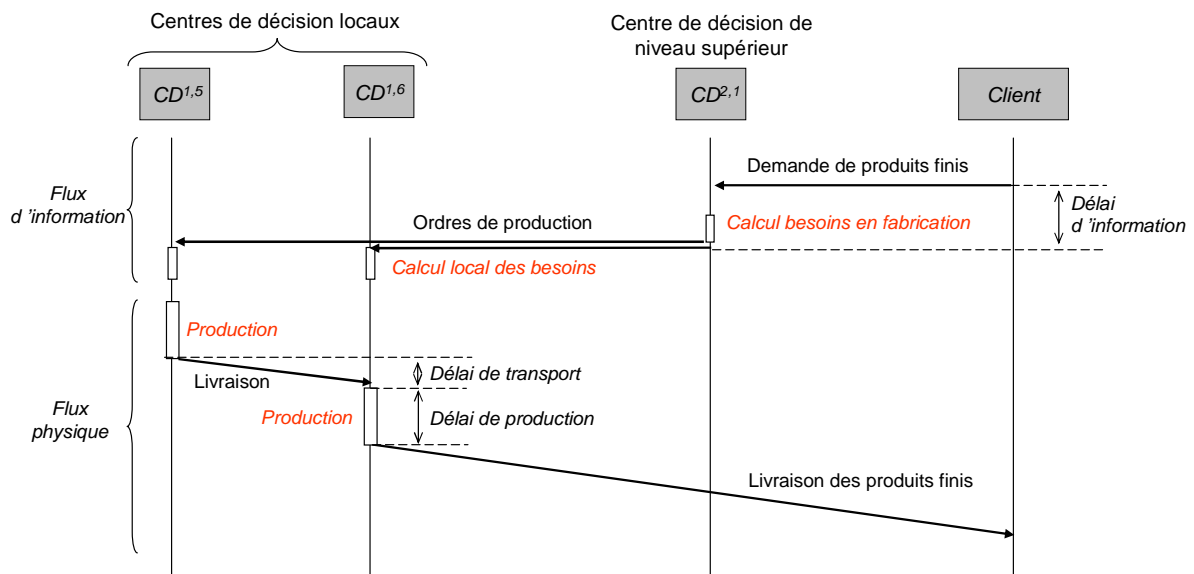 Centres de décision locaux
Centre de décision de
niveau supérieur
CD1,5
CD1,6
CD2,1
Client
Flux
d ’information
Demande de produits finis
Délai
d ’information
Ordres de production
Calcul besoins en fabrication
Calcul local des besoins
Production
Livraison
Délai de transport
Flux
physique
Production
Délai de production
Livraison des produits finis